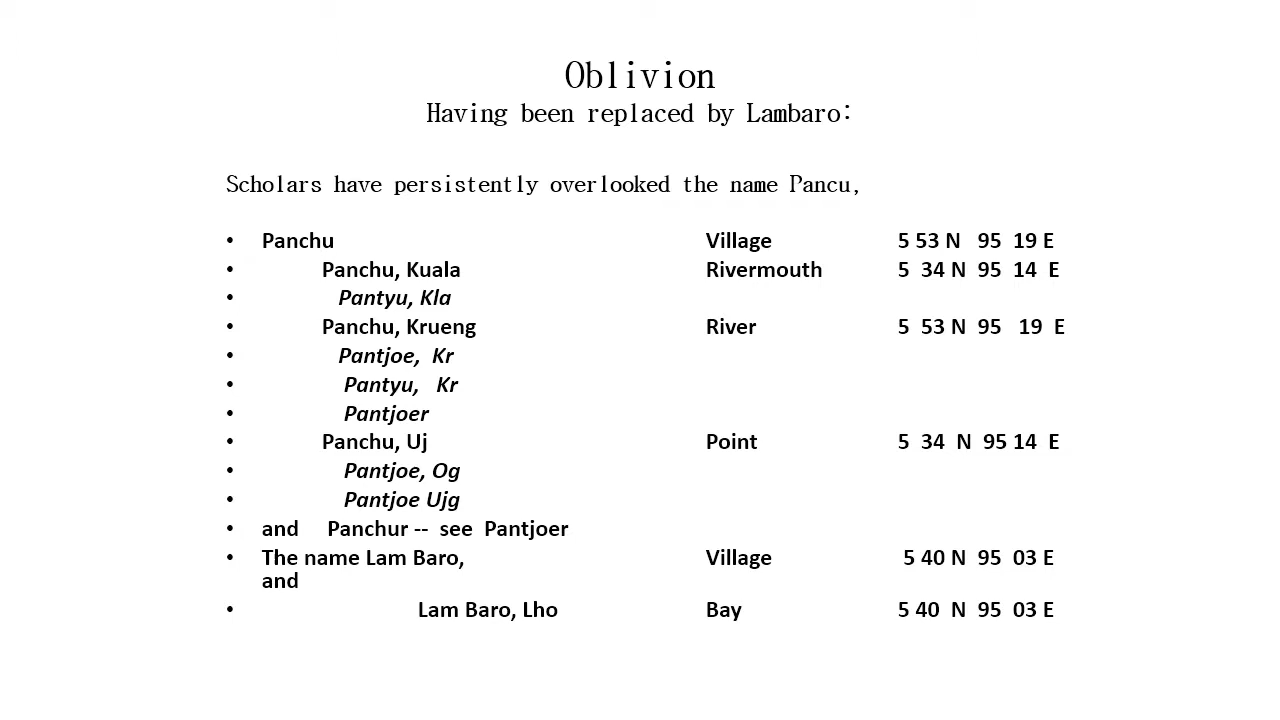 Oblivion
Having been replaced by Lambaro:
Scholars have persistently overlooked the name Pancu,
• Panchu Village 5 53 N 95 19 E
• Panchu, Kuala Rivermouth 5 34 N 95 14 E
• Pantyu, Kla
• Panchu, Krueng River 5 53 N 95 19 E
• Pantjoe, Kr
• Pantyu, Kr
• Pantjoer
• Panchu, Uj Point 5 34 N 95 14 E
• Pantjoe, Og
• Pantjoe Ujg
• and Panchur -- see Pantjoer
• The name Lam Baro, Village 5 40 N 95 03 E
and
• Lam Baro, Lho Bay 5 40 N 95 03 E